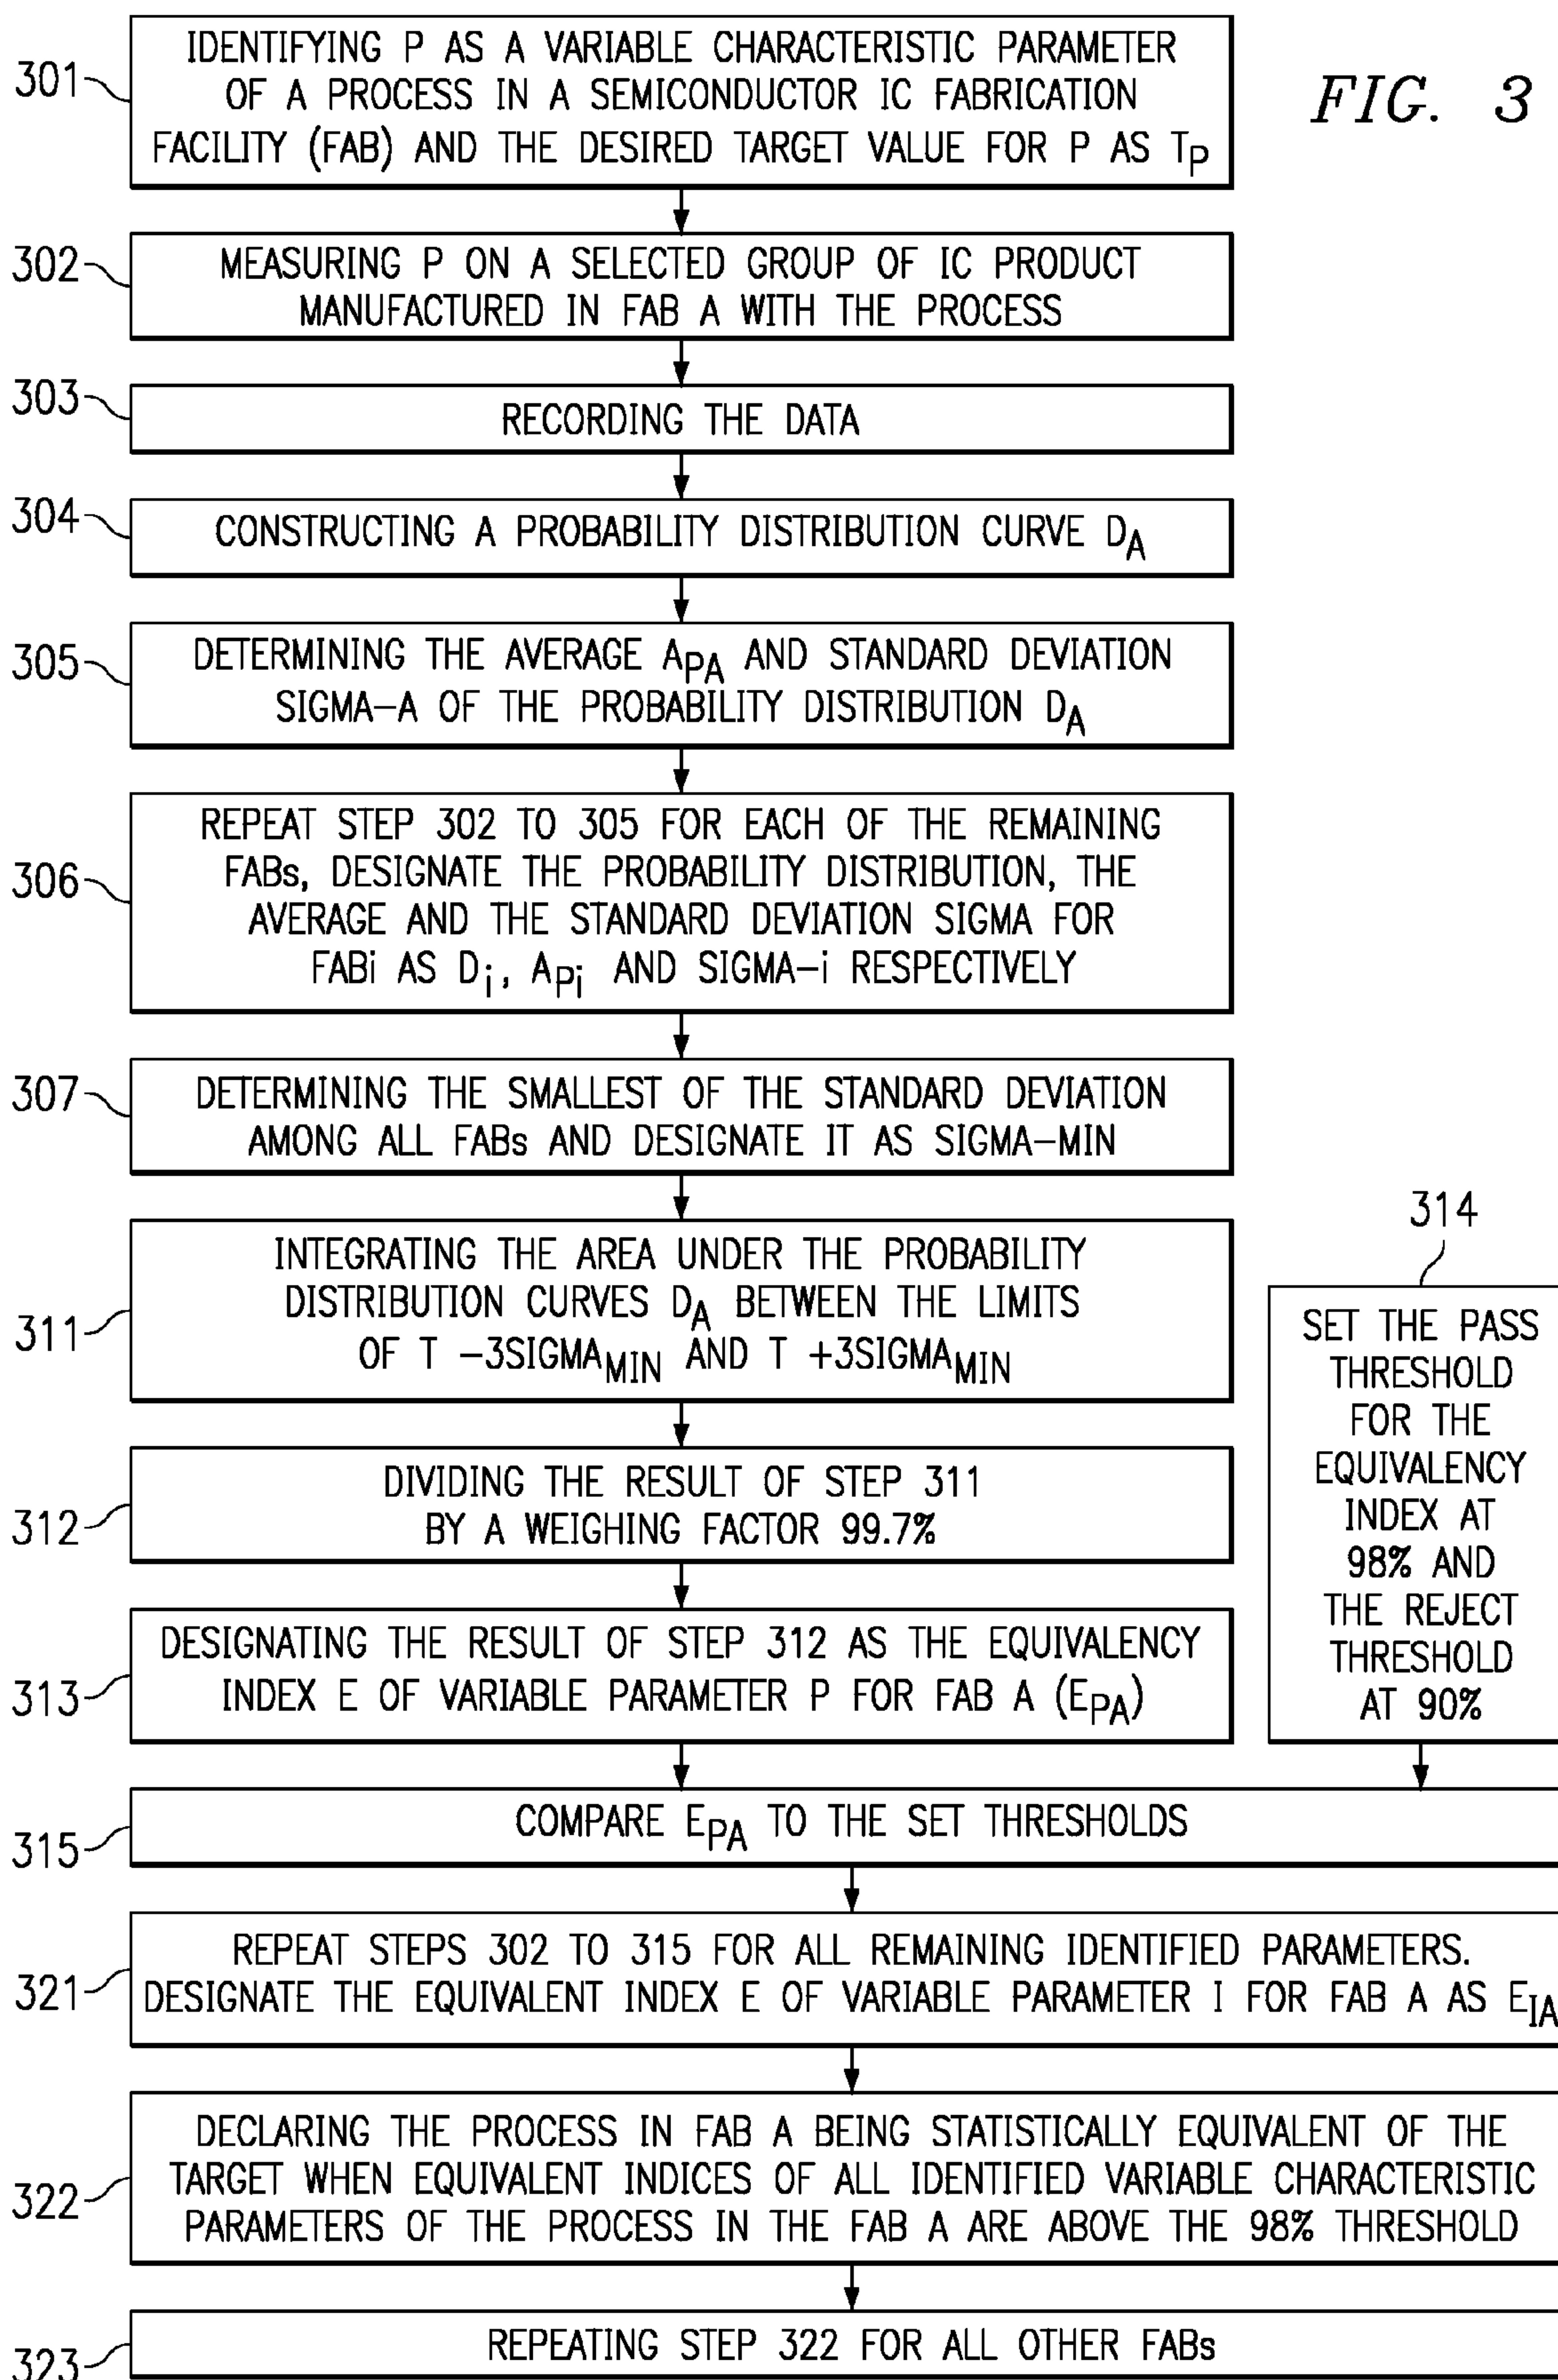 FIG. 3
301
IDENTIFYING P AS A VARIABLE CHARACTERISTIC PARAMETER
OF A PROCESS IN A SEMICONDUCTOR IC FABRICATION
FACILITY (FAB) AND THE DESIRED TARGET VALUE FOR P AS TP
302
MEASURING P ON A SELECTED GROUP OF IC PRODUCT
MANUFACTURED IN FAB A WITH THE PROCESS
303
RECORDING THE DATA
304
CONSTRUCTING A PROBABILITY DISTRIBUTION CURVE DA
305
DETERMINING THE AVERAGE APA AND STANDARD DEVIATION
SIGMA-A OF THE PROBABILITY DISTRIBUTION DA
306
REPEAT STEP 302 TO 305 FOR EACH OF THE REMAINING
FABs, DESIGNATE THE PROBABILITY DISTRIBUTION, THE
AVERAGE AND THE STANDARD DEVIATION SIGMA FOR
FABi AS Di, APi AND SIGMA-i RESPECTIVELY
307
DETERMINING THE SMALLEST OF THE STANDARD DEVIATION
AMONG ALL FABs AND DESIGNATE IT AS SIGMA-MIN
311
INTEGRATING THE AREA UNDER THE PROBABILITY
DISTRIBUTION CURVES DA BETWEEN THE LIMITS
OF T -3SIGMAMIN AND T +3SIGMAMIN
312
DIVIDING THE RESULT OF STEP 311
BY A WEIGHING FACTOR 99.7%
313
DESIGNATING THE RESULT OF STEP 312 AS THE EQUIVALENCY
INDEX E OF VARIABLE PARAMETER P FOR FAB A (EPA)
314
SET THE PASS
THRESHOLD
FOR THE
EQUIVALENCY
INDEX AT
98% AND
THE REJECT
THRESHOLD
AT 90%
315
COMPARE EPA TO THE SET THRESHOLDS
321
REPEAT STEPS 302 TO 315 FOR ALL REMAINING IDENTIFIED PARAMETERS.
DESIGNATE THE EQUIVALENT INDEX E OF VARIABLE PARAMETER I FOR FAB A AS EIA
322
DECLARING THE PROCESS IN FAB A BEING STATISTICALLY EQUIVALENT OF THE
TARGET WHEN EQUIVALENT INDICES OF ALL IDENTIFIED VARIABLE CHARACTERISTIC
PARAMETERS OF THE PROCESS IN THE FAB A ARE ABOVE THE 98% THRESHOLD
323
REPEATING STEP 322 FOR ALL OTHER FABs